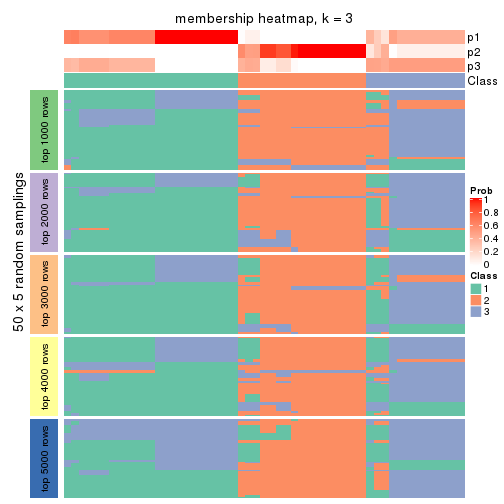 membership heatmap, k = 3
p1
p2
p3
Class
50 x 5 random samplings
top 1000 rows
top 2000 rows
top 3000 rows
top 4000 rows
top 5000 rows
Prob
1
0.8
0.6
0.4
0.2
0
Class
1
2
3